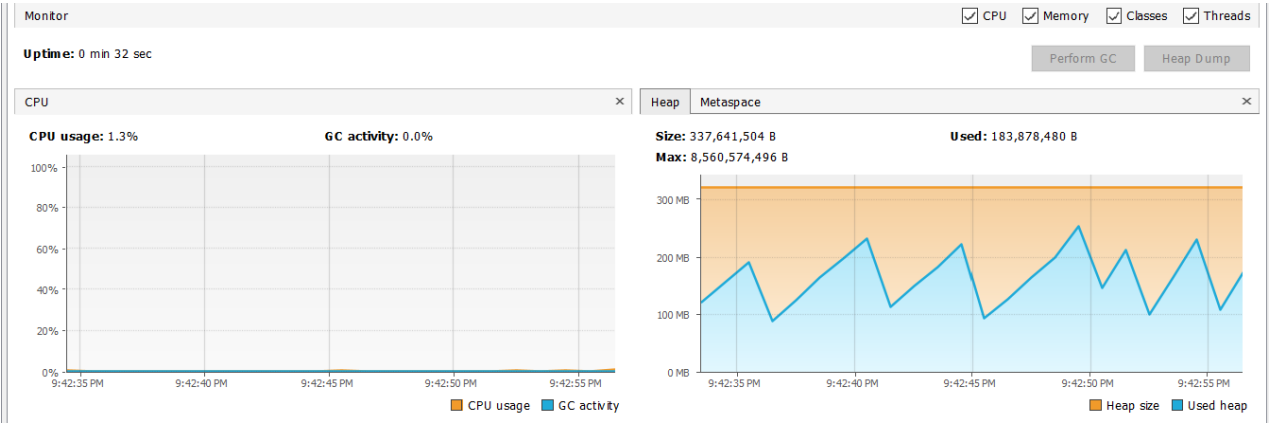 Monitor
CPU Memory Classes Threads
Uptime: 0 min 32 sec
Perform GC Heap Dump
CPU
CPU usage: 1.3% GC activity: 0.0%
100%
80%
60%
40%
20%
0%
9:42:35 PM 9:42:40 PM 9:42:45 PM 9:42:50 PM 9:42:55 PM
CPU usage GC activity
Heap Metaspace
Size: 337,641,504 B Used: 183,878,480 B
Max: 8,560,574,496 B
300 MB
200 MB
100 MB
0 MB
9:42:35 PM 9:42:40 PM 9:42:45 PM 9:42:50 PM 9:42:55 PM
Heap size Used heap